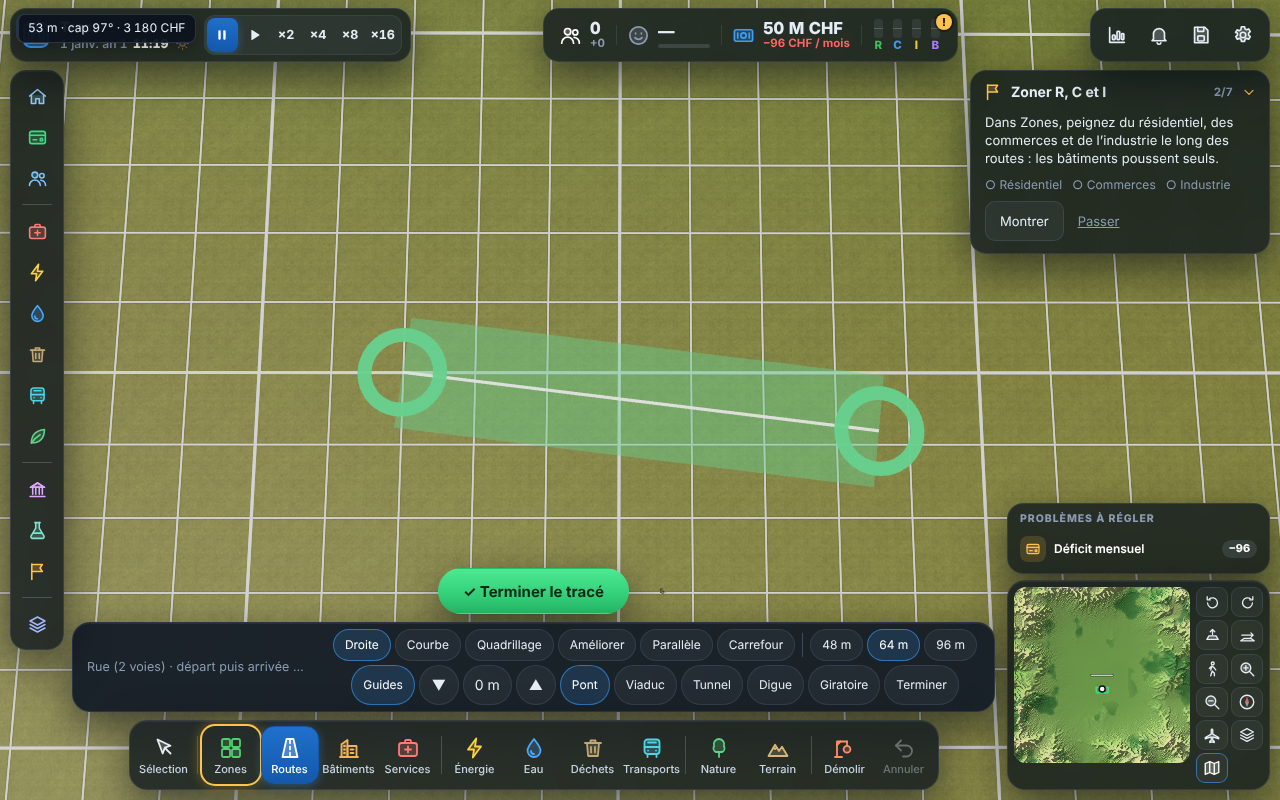 53 m · cap 97° · 3 180 CHF
1 janv. an 1 11:19
×2
×4
×8
×16
0
+0
—
50 M CHF
−96 CHF / mois
R C I B
!
Zoner R, C et I
2/7
Dans Zones, peignez du résidentiel, des
commerces et de l’industrie le long des
routes : les bâtiments poussent seuls.
Résidentiel
Commerces
Industrie
Montrer
Passer
PROBLÈMES À RÉGLER
Déficit mensuel
−96
✓ Terminer le tracé
Rue (2 voies) · départ puis arrivée ...
Droite
Courbe
Quadrillage
Améliorer
Parallèle
Carrefour
48 m
64 m
96 m
Guides
▼
0 m
▲
Pont
Viaduc
Tunnel
Digue
Giratoire
Terminer
Sélection
Zones
Routes
Bâtiments
Services
Énergie
Eau
Déchets
Transports
Nature
Terrain
Démolir
Annuler